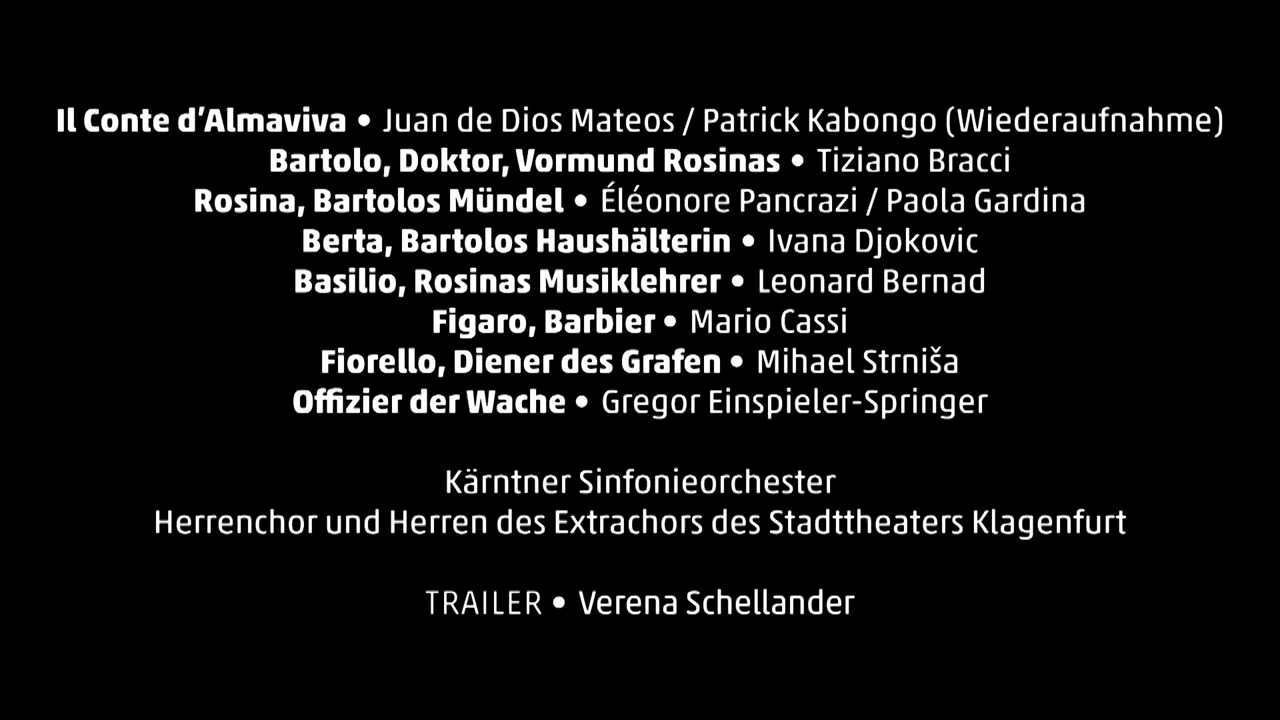 Il Conte d’Almaviva • Juan de Dios Mateos / Patrick Kabongo (Wiederaufnahme)
Bartolo, Doktor, Vormund Rosinas • Tiziano Bracci
Rosina, Bartolos Mündel • Éléonore Pancrazi / Paola Gardina
Berta, Bartolos Haushälterin • Ivana Djokovic
Basilio, Rosinas Musiklehrer • Leonard Bernad
Figaro, Barbier • Mario Cassi
Fiorello, Diener des Grafen • Mihael Strniša
Offizier der Wache • Gregor Einspieler-Springer
Kärntner Sinfonieorchester
Herrenchor und Herren des Extrachors des Stadttheaters Klagenfurt
TRAILER • Verena Schellander